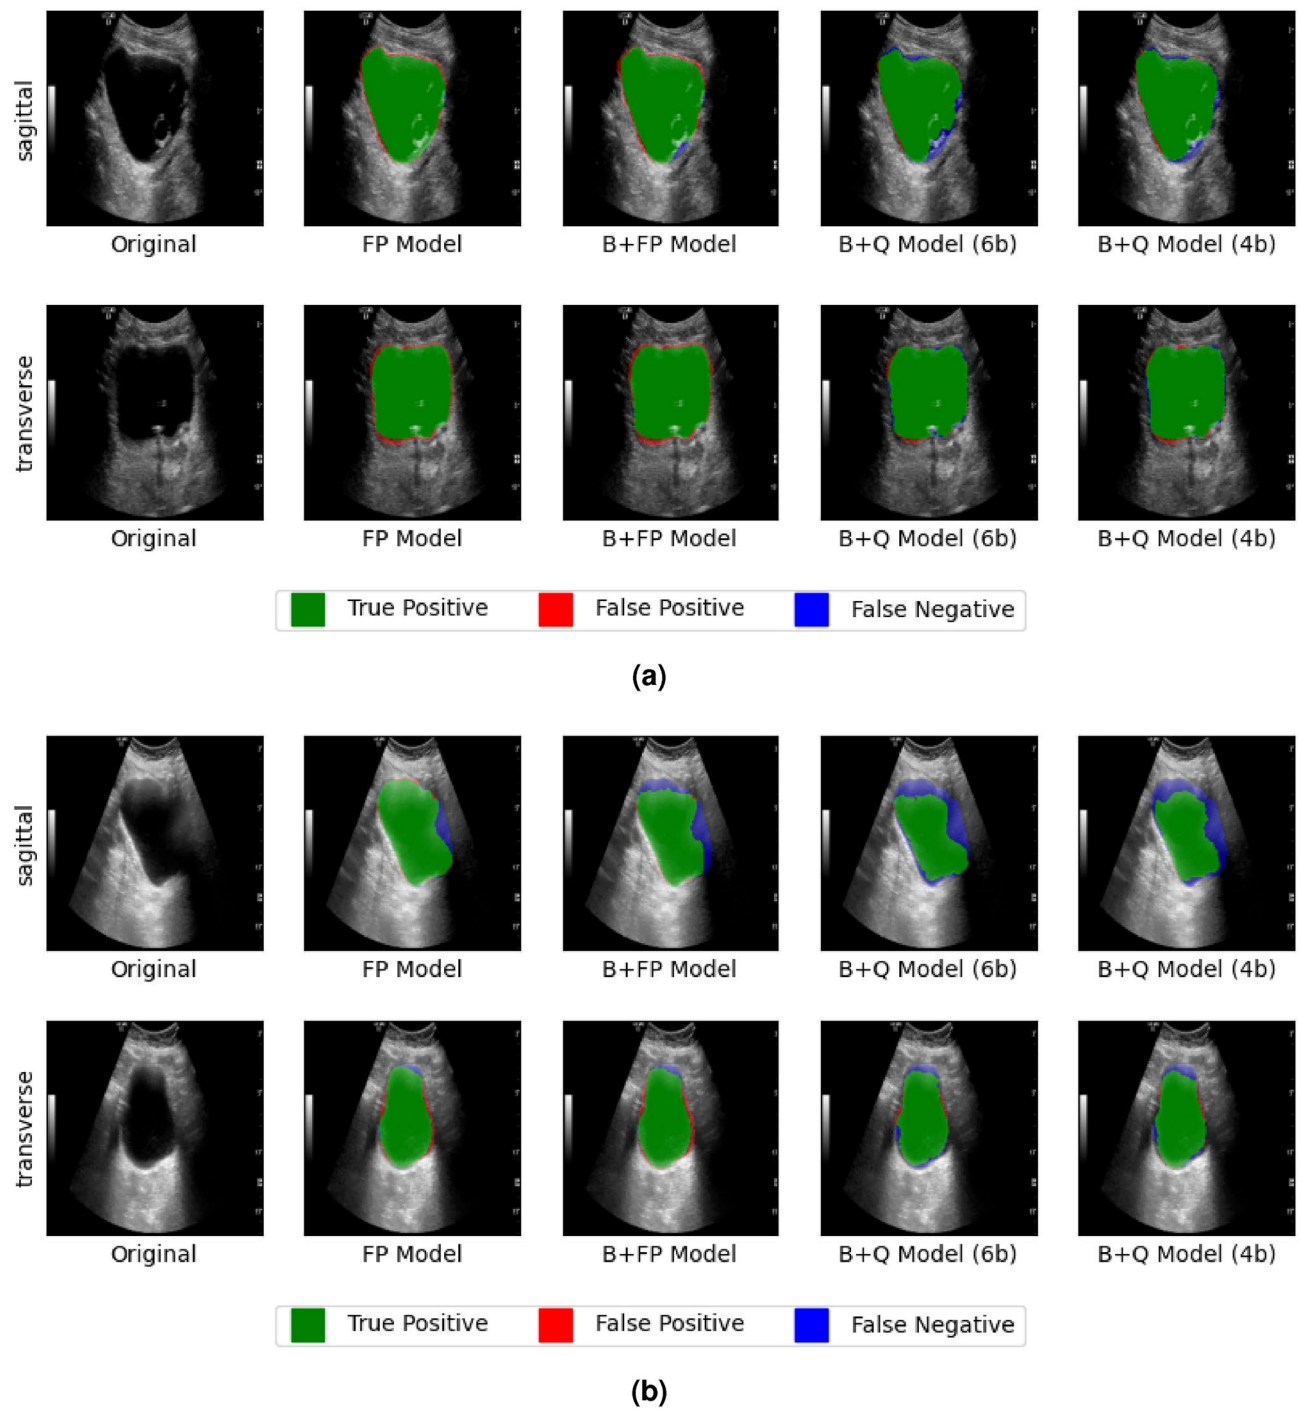 sagittal
Original FP Model B+FP Model B+Q Model (6b) B+Q Model (4b)
transverse
Original FP Model B+FP Model B+Q Model (6b) B+Q Model (4b)
True Positive False Positive False Negative
(a)
sagittal
Original FP Model B+FP Model B+Q Model (6b) B+Q Model (4b)
transverse
Original FP Model B+FP Model B+Q Model (6b) B+Q Model (4b)
True Positive False Positive False Negative
(b)